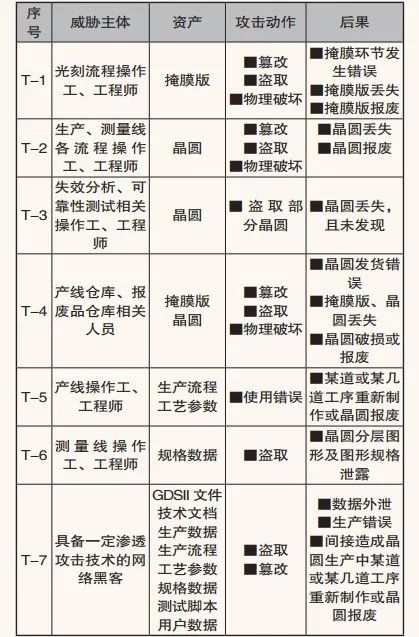 序号 威胁主体 资产 攻击动作 后果
T-1
光刻流程操作
工、工程师
掩膜版
■篡改
■盗取
■物理破坏
■掩膜环节发
生错误
■掩膜版丢失
■掩膜版报废
T-2
生产、测量线
各流程操作
工、工程师
晶圆
■篡改
■盗取
■物理破坏
■晶圆丢失
■晶圆报废
T-3
失效分析、可
靠性测试相关
操作工、工程
师
晶圆
■盗取部
分晶圆
■晶圆丢失，
且未发现
T-4
产线仓库、报
废品仓库相关
人员
掩膜版
晶圆
■篡改
■盗取
■物理破坏
■晶圆发货错
误
■掩膜版、晶
圆丢失
■晶圆破损或
报废
T-5
产线操作工、
工程师
生产流程
工艺参数
■使用错误
■某道或某几
道工序重新制
作或晶圆报废
T-6
测量线操作
工、工程师
规格数据
■盗取
■晶圆分层图
形及图形规格
泄露
T-7
具备一定渗透
攻击技术的网
络黑客
GDSII 文件
技术文档
生产数据
生产流程
工艺参数
规格数据
测试脚本
用户数据
■盗取
■篡改
■数据外泄
■生产错误
■间接造成晶
圆生产中某道
或某几道工序
重新制作或晶
圆报废